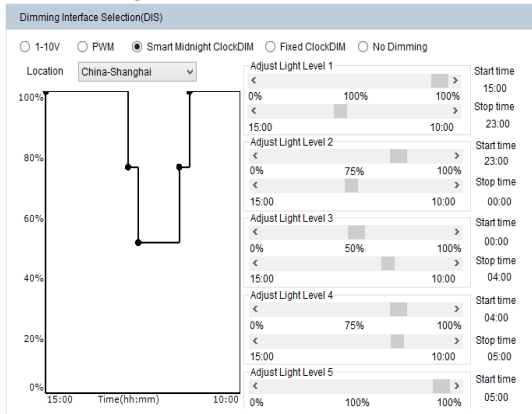 Dimming Interface Selection(DIS)
1-10V PWM Smart Midnight ClockDIM Fixed ClockDIM No Dimming
Location China-Shanghai
100%
80%
60%
40%
20%
0%
15:00 Time(hh:mm) 10:00
Adjust Light Level 1
0% 100% 100%
15:00 10:00
Start time
15:00
Stop time
23:00
Adjust Light Level 2
0% 75% 100%
15:00 10:00
Start time
23:00
Stop time
00:00
Adjust Light Level 3
0% 50% 100%
15:00 10:00
Start time
00:00
Stop time
04:00
Adjust Light Level 4
0% 75% 100%
15:00 10:00
Start time
04:00
Stop time
05:00
Adjust Light Level 5
0% 100% 100%
Start time
05:00